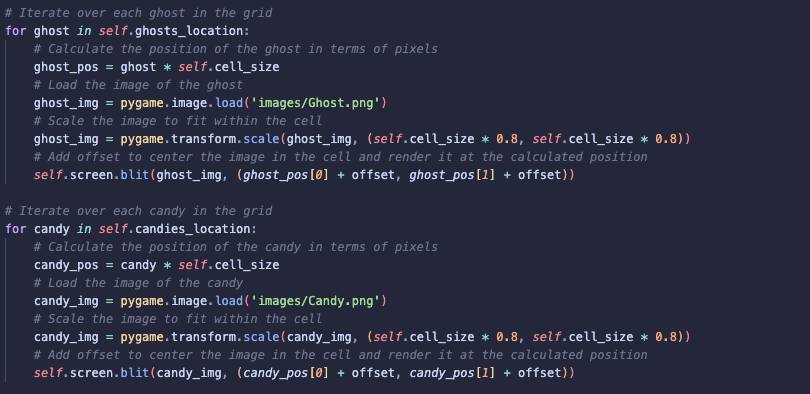 # Iterate over each ghost in the grid
for ghost in self.ghosts_location:
    # Calculate the position of the ghost in terms of pixels
    ghost_pos = ghost * self.cell_size
    # Load the image of the ghost
    ghost_img = pygame.image.load('images/Ghost.png')
    # Scale the image to fit within the cell
    ghost_img = pygame.transform.scale(ghost_img, (self.cell_size * 0.8, self.cell_size * 0.8))
    # Add offset to center the image in the cell and render it at the calculated position
    self.screen.blit(ghost_img, (ghost_pos[0] + offset, ghost_pos[1] + offset))

# Iterate over each candy in the grid
for candy in self.candies_location:
    # Calculate the position of the candy in terms of pixels
    candy_pos = candy * self.cell_size
    # Load the image of the candy
    candy_img = pygame.image.load('images/Candy.png')
    # Scale the image to fit within the cell
    candy_img = pygame.transform.scale(candy_img, (self.cell_size * 0.8, self.cell_size * 0.8))
    # Add offset to center the image in the cell and render it at the calculated position
    self.screen.blit(candy_img, (candy_pos[0] + offset, candy_pos[1] + offset))